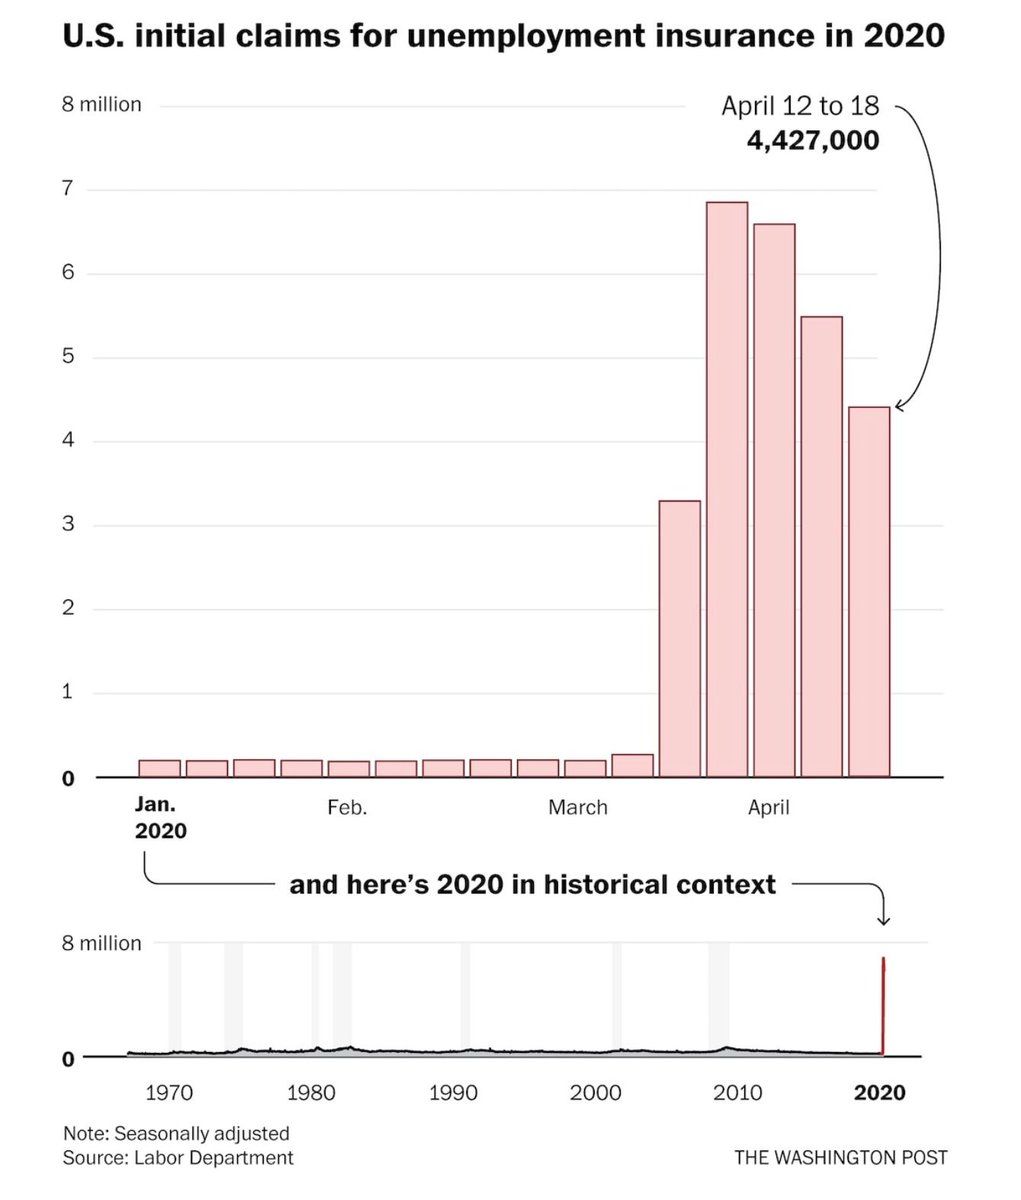 U.S. initial claims for unemployment insurance in 2020
8 million
April 12 to 18
4,427,000
7
6
5
4
3
2
1
0
Jan. Feb. March April
2020
and here’s 2020 in historical context
8 million
0
1970 1980 1990 2000 2010 2020
Note: Seasonally adjusted
Source: Labor Department
THE WASHINGTON POST